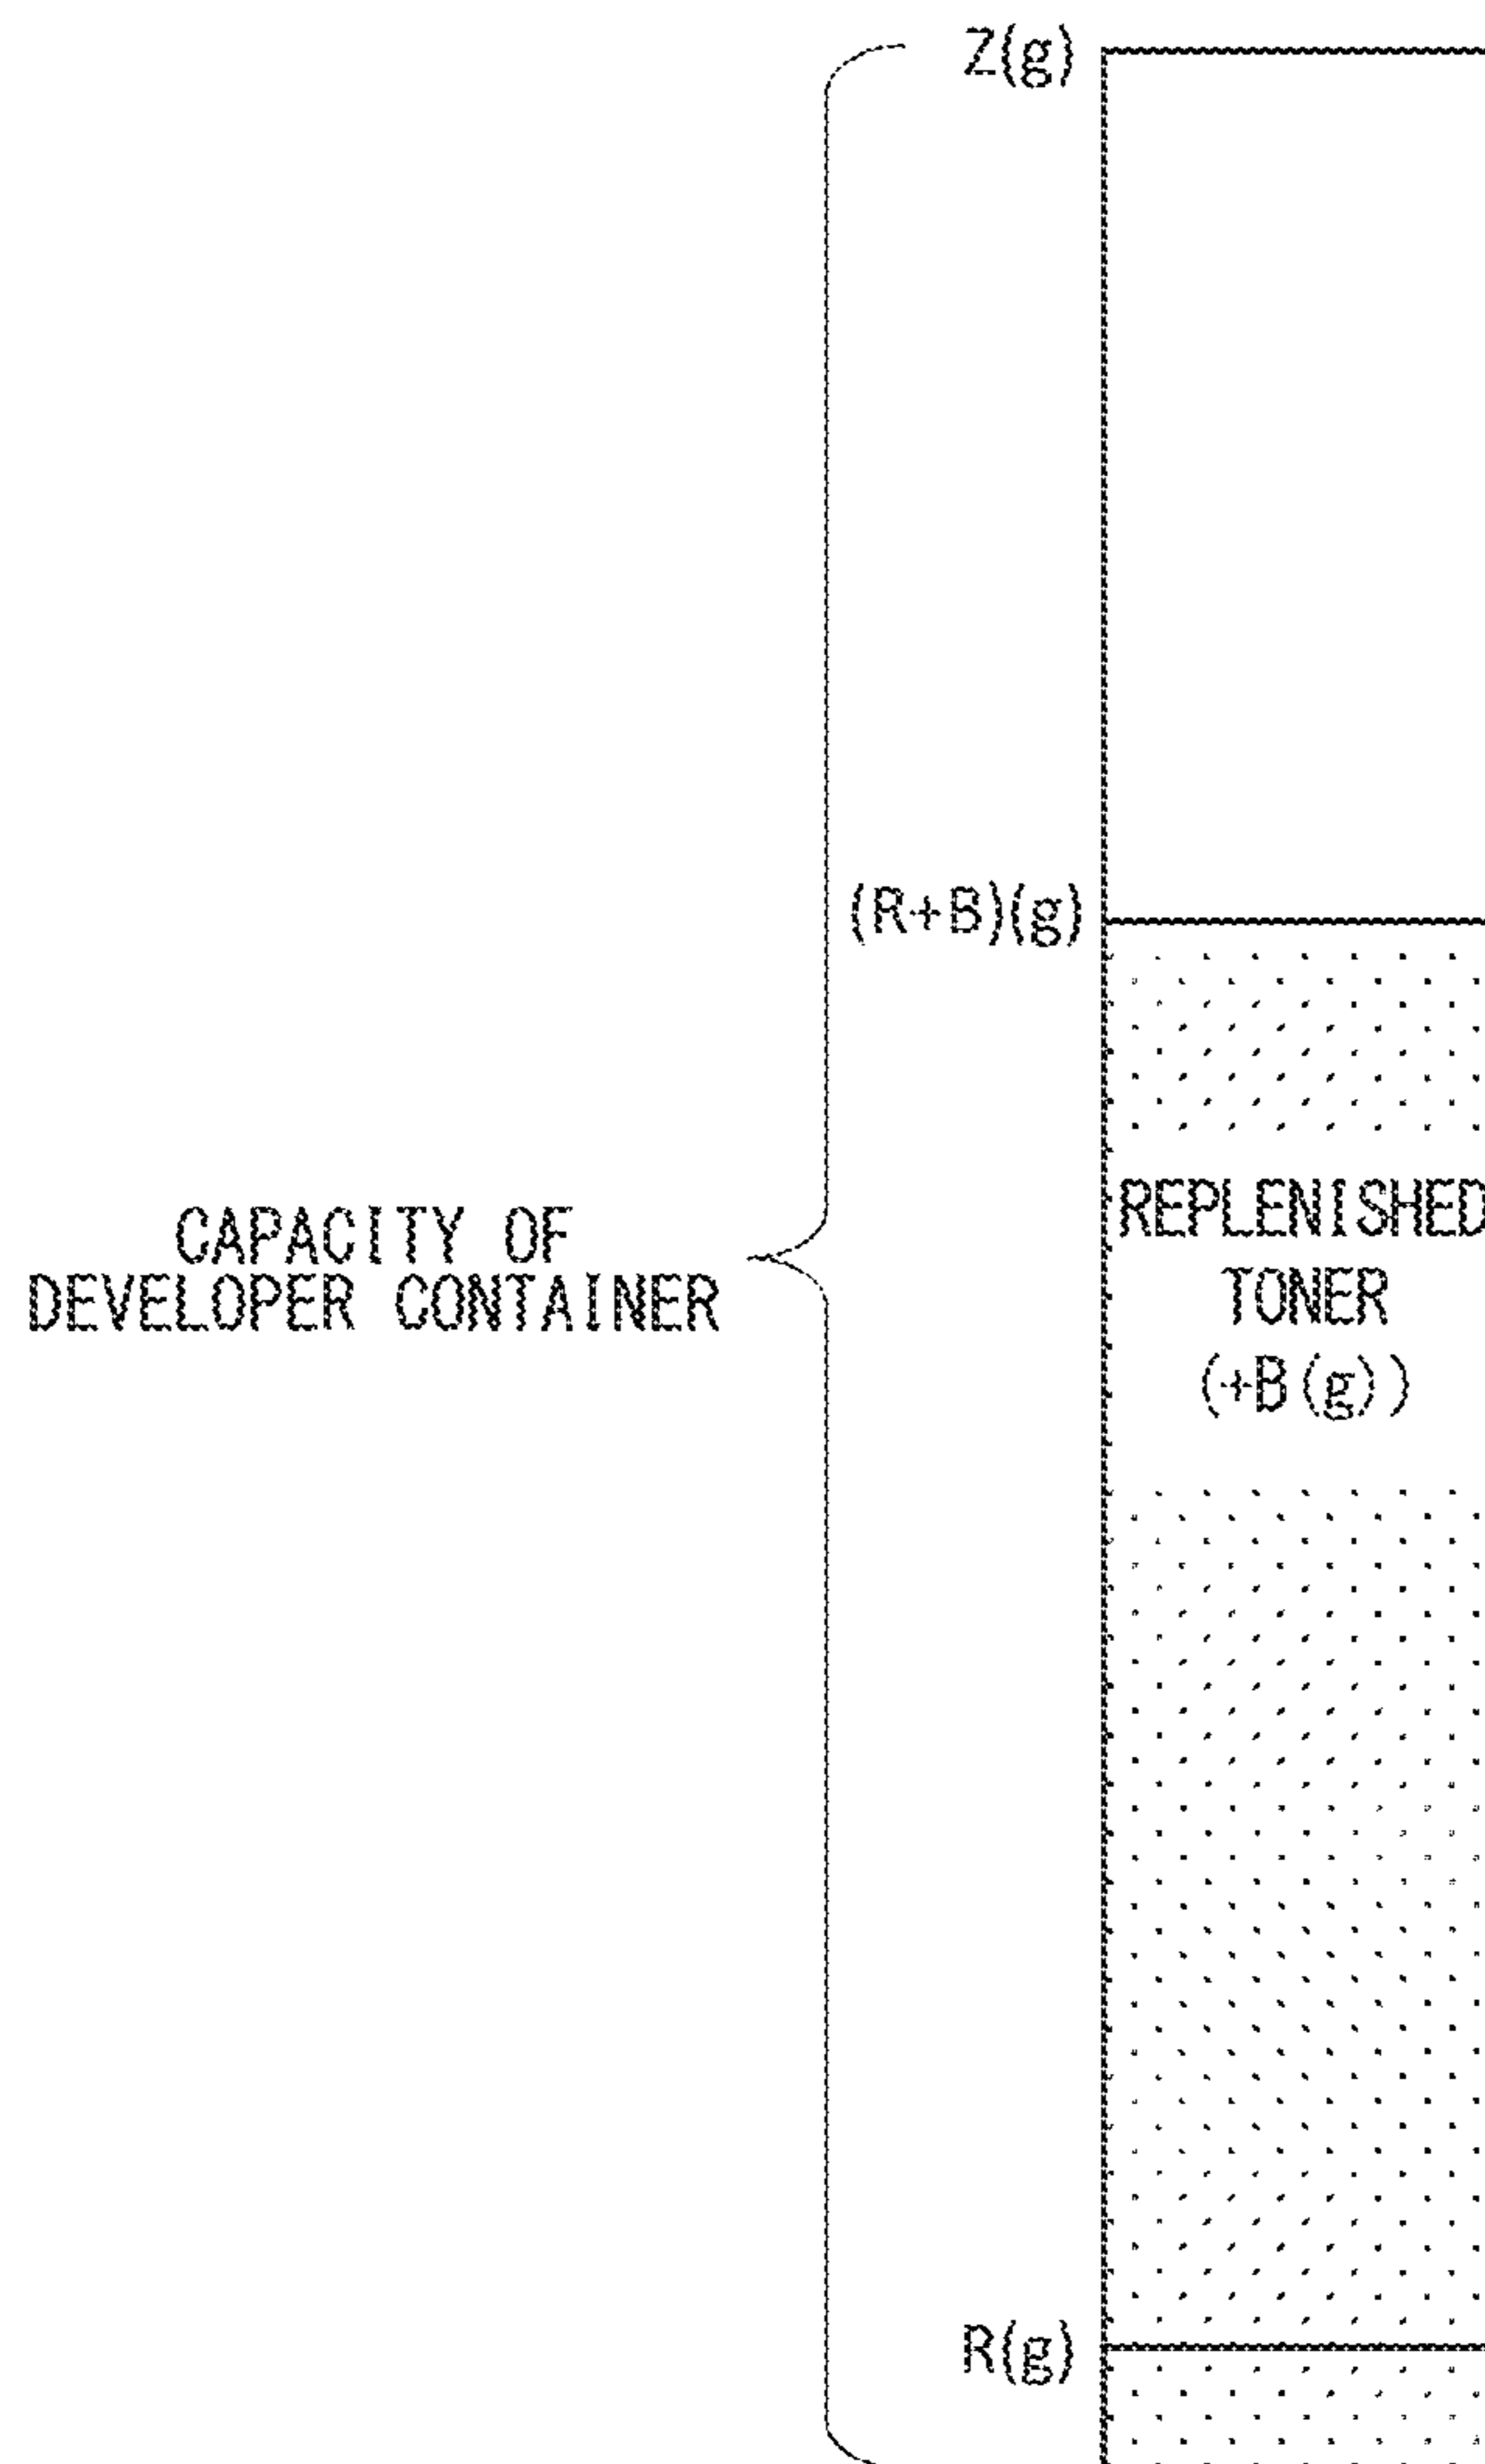 Z(g)
(R+B)(g)
CAPACITY OF
DEVELOPER CONTAINER
REPLENISHED
TONER
(+B(g))
R(g)